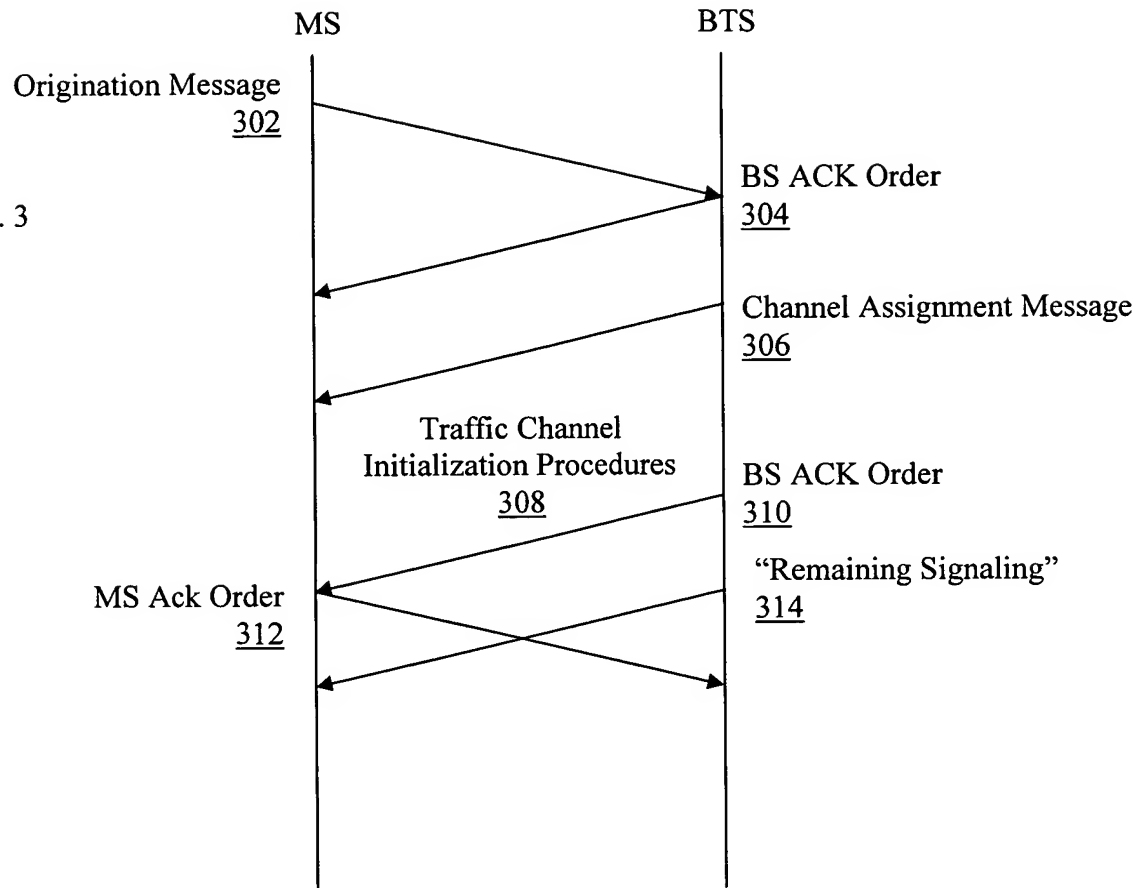 MS
BTS
Origination Message
302
BS ACK Order
304
. 3
Channel Assignment Message
306
Traffic Channel
Initialization Procedures
308
BS ACK Order
310
MS Ack Order
312
“Remaining Signaling”
314